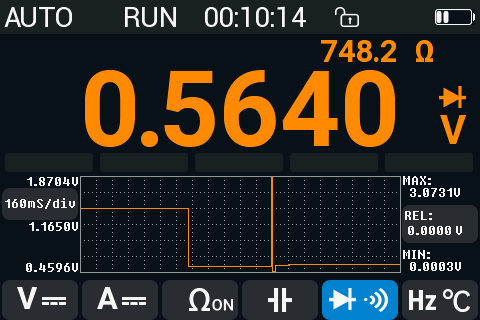 AUTO RUN 00:10:14
748.2 Ω
0.5640 V
1.8704V
160mS/div
1.1650V
0.4596V
MAX:
3.0731V
REL:
0.0000 V
MIN:
0.0003V
V A ΩON Hz °C